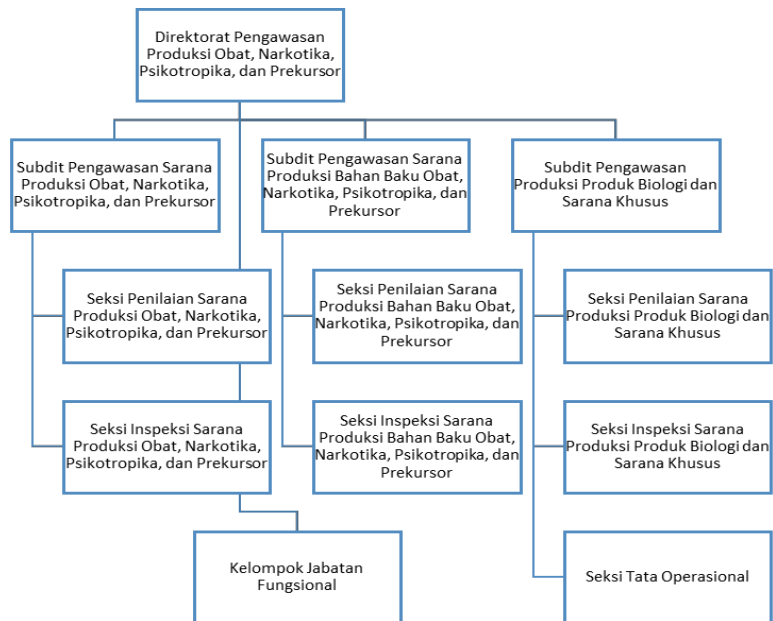 Direktorat Pengawasan
Produksi Obat, Narkotika,
Psikotropika, dan Prekursor
Subdit Pengawasan Sarana
Produksi Obat, Narkotika,
Psikotropika, dan Prekursor
Subdit Pengawasan Sarana
Produksi Bahan Baku Obat,
Narkotika, Psikotropika, dan
Prekursor
Subdit Pengawasan
Produksi Produk Biologi dan
Sarana Khusus
Seksi Penilaian Sarana
Produksi Obat, Narkotika,
Psikotropika, dan Prekursor
Seksi Penilaian Sarana
Produksi Bahan Baku Obat,
Narkotika, Psikotropika, dan
Prekursor
Seksi Penilaian Sarana
Produksi Produk Biologi dan
Sarana Khusus
Seksi Inspeksi Sarana
Produksi Obat, Narkotika,
Psikotropika, dan Prekursor
Seksi Inspeksi Sarana
Produksi Bahan Baku Obat,
Narkotika, Psikotropika, dan
Prekursor
Seksi Inspeksi Sarana
Produksi Produk Biologi dan
Sarana Khusus
Kelompok Jabatan
Fungsional
Seksi Tata Operasional